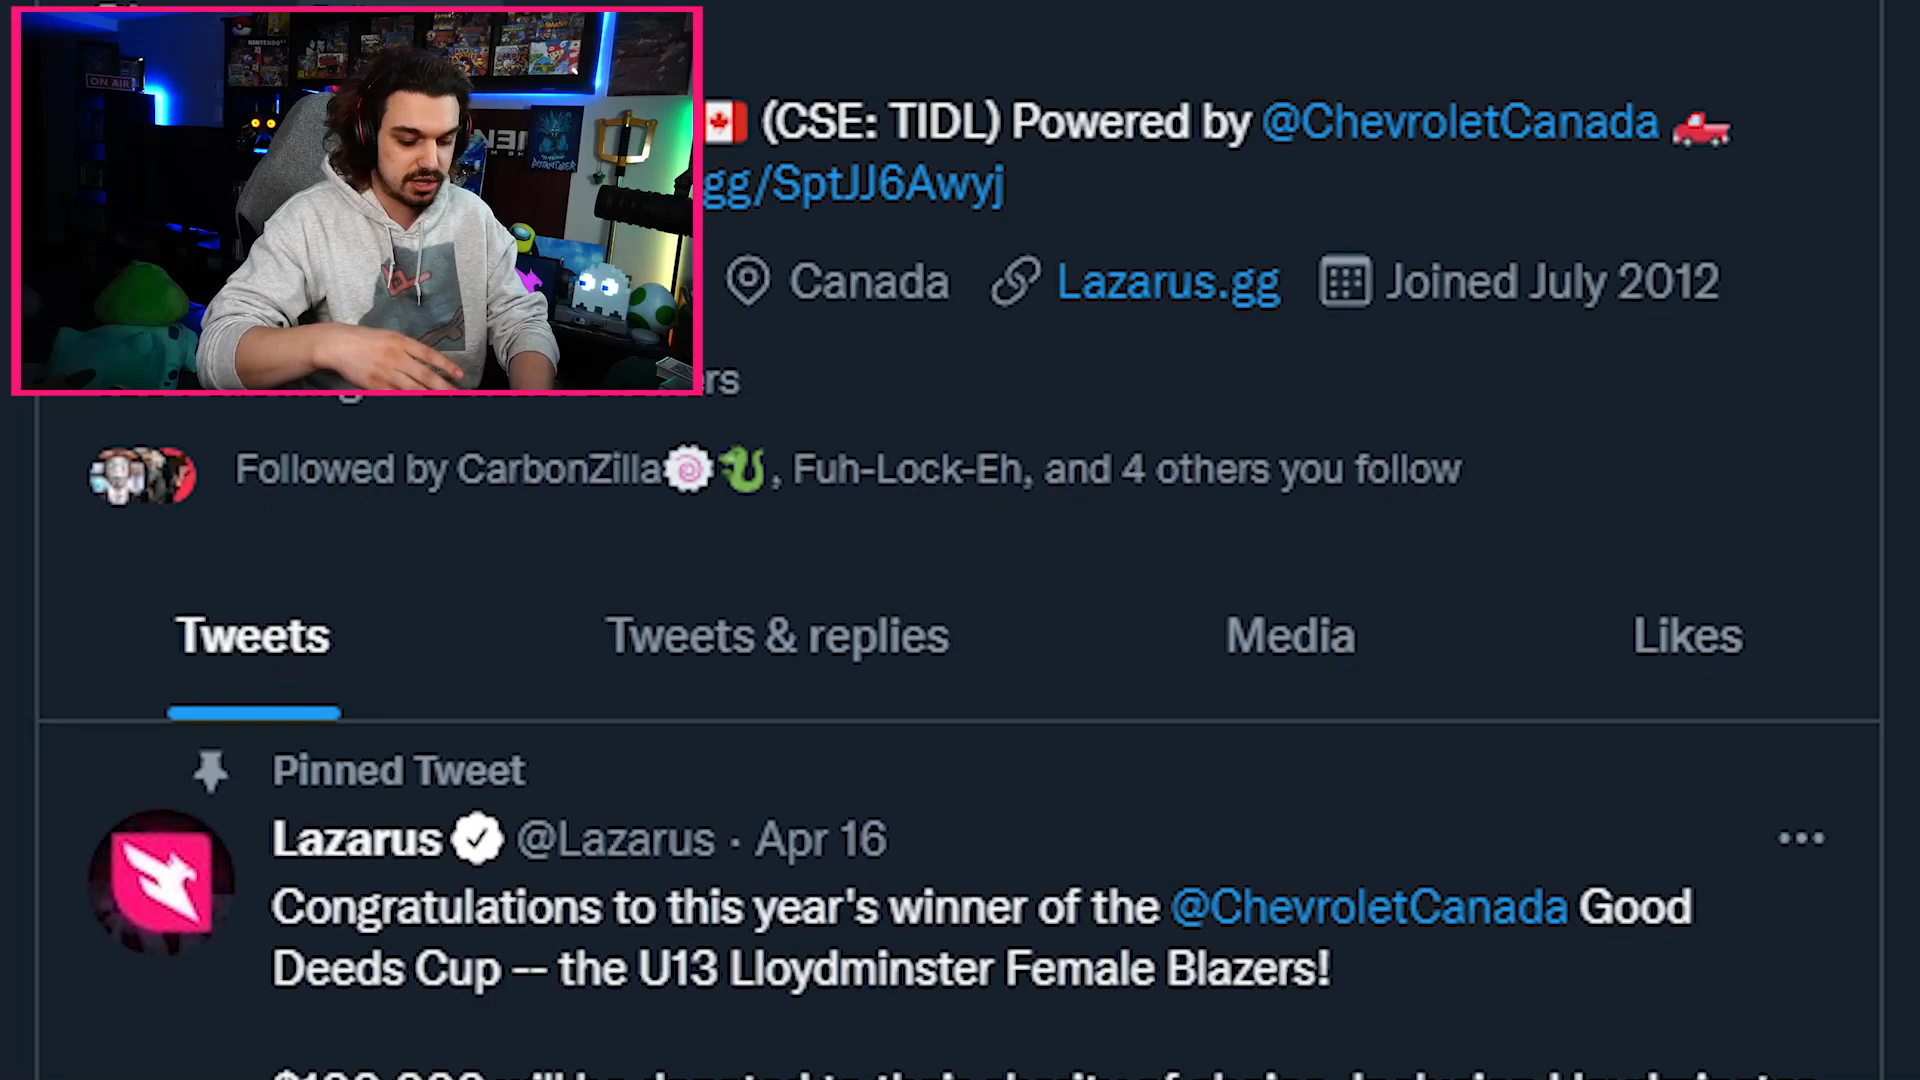 ON AIR
(CSE: TIDL) Powered by @ChevroletCanada
gg/SptJJ6Awyj
Canada Lazarus.gg Joined July 2012
Followed by CarbonZilla, Fuh-Lock-Eh, and 4 others you follow
Tweets Tweets & replies Media Likes
Pinned Tweet
Lazarus @Lazarus · Apr 16
Congratulations to this year's winner of the @ChevroletCanada Good
Deeds Cup -- the U13 Lloydminster Female Blazers!